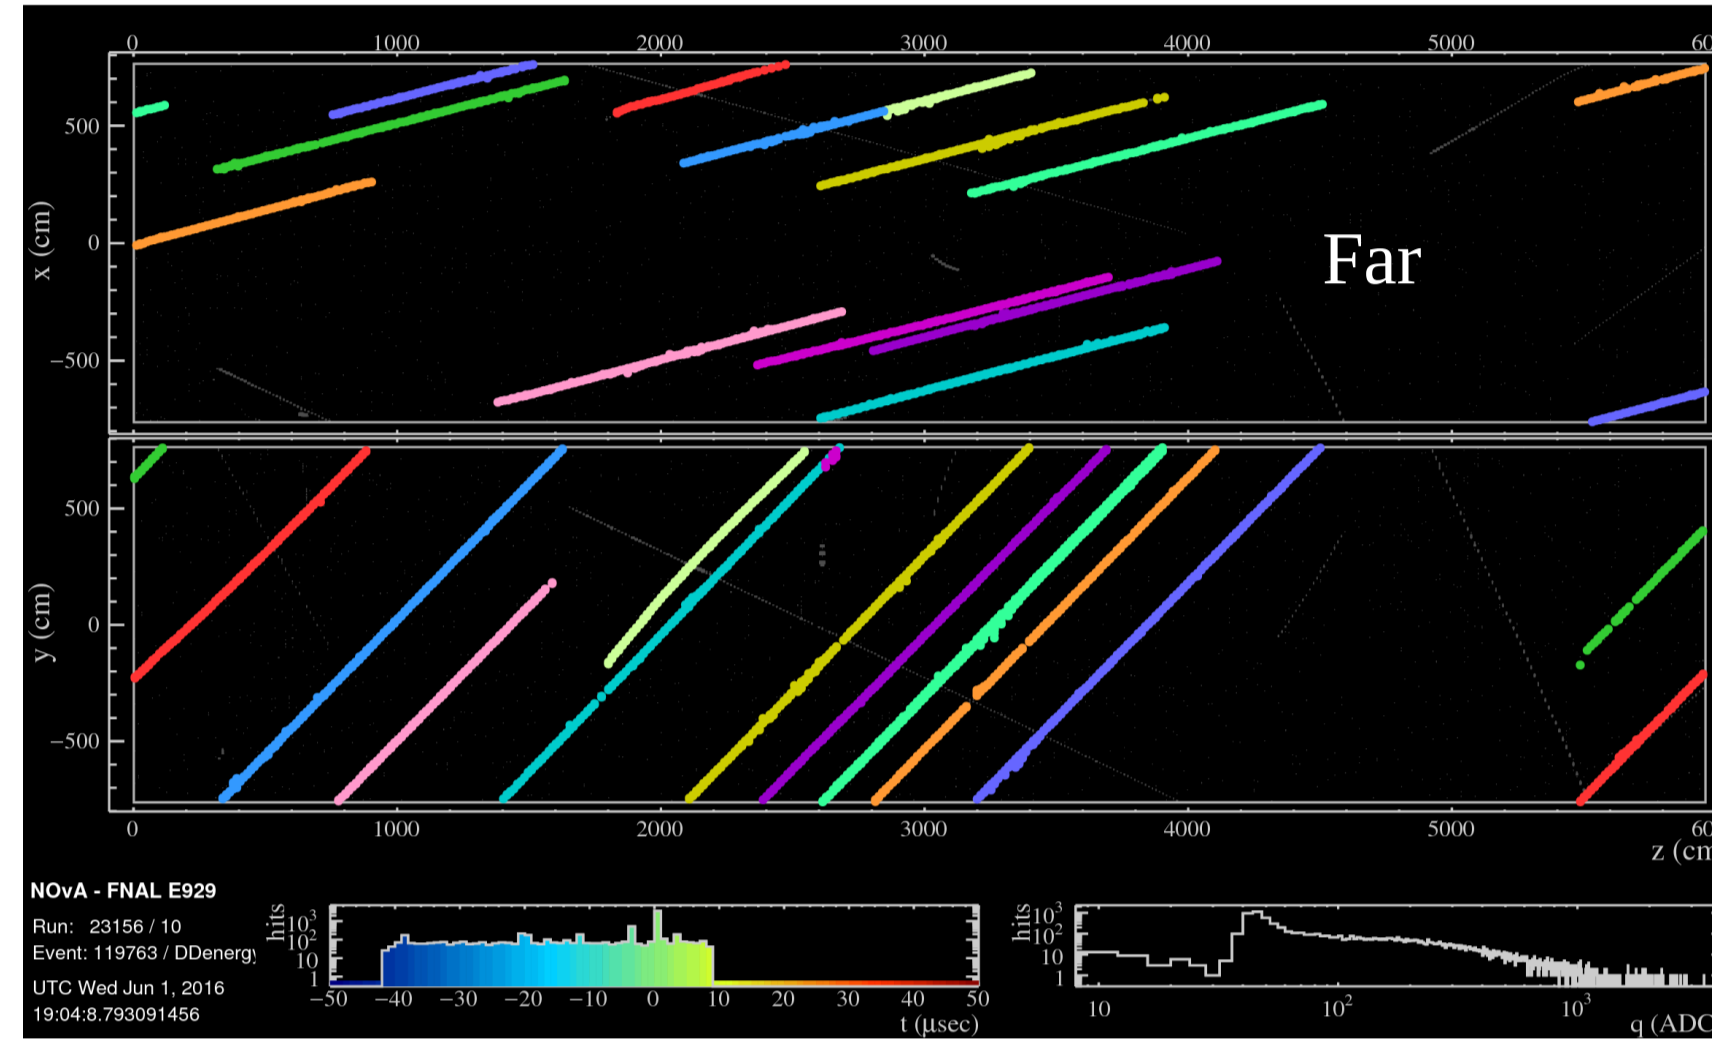 0 1000 2000 3000 4000 5000 60
500
0
−500
x (cm)
Far
500
0
−500
y (cm)
0 1000 2000 3000 4000 5000 60
z (cm
NOvA - FNAL E929
Run: 23156 / 10
Event: 119763 / DDenergy
UTC Wed Jun 1, 2016
19:04:8.793091456
hits
10³
10²
10
1
−50 −40 −30 −20 −10 0 10 20 30 40 50
t (μsec)
hits
10³
10²
10
1
10 10² 10³
q (ADC